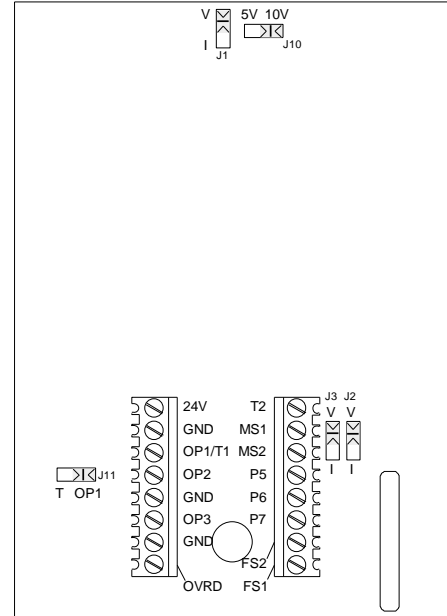 V 5V 10V
I J1 J10
J3 J2
24V T2 V V
GND MS1
OP1/T1 MS2
I I
J11 OP2 P5
T OP1 GND P6
OP3 P7
GND
FS2
OVRD FS1